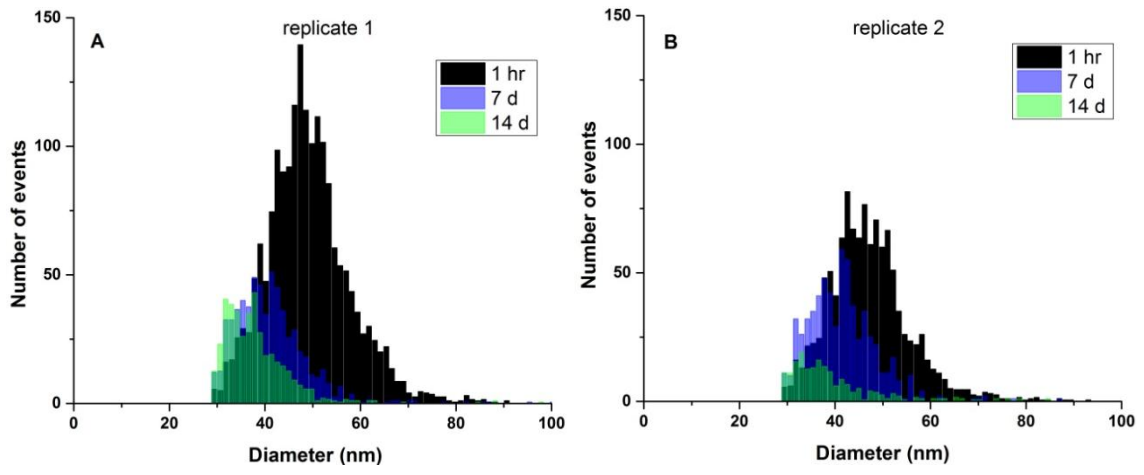 A
replicate 1
1 hr
7 d
14 d
Number of events
150
100
50
0
0 20 40 60 80 100
Diameter (nm)
B
replicate 2
1 hr
7 d
14 d
Number of events
150
100
50
0
0 20 40 60 80 100
Diameter (nm)